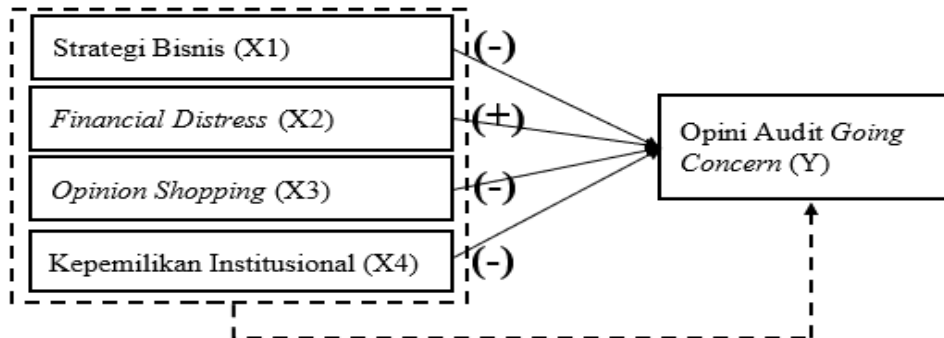 Strategi Bisnis (X1)
(-)
Financial Distress (X2)
(+)
Opinion Shopping (X3)
(-)
Kepemilikan Institusional (X4)
(-)
Opini Audit Going
Concern (Y)